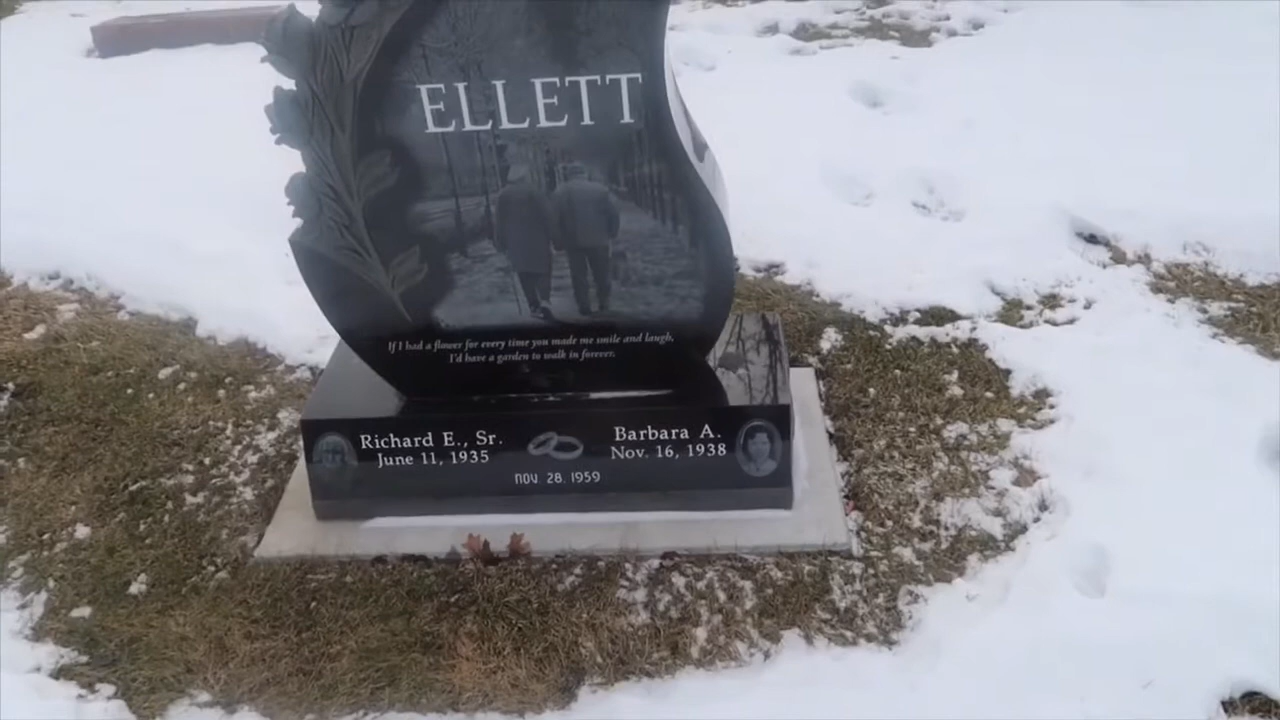 ELLETT
If I had a flower for every time you made me smile and laugh,
I'd have a garden to walk in forever.
Richard E., Sr.
June 11, 1935
Barbara A.
Nov. 16, 1938
NOV. 28. 1959